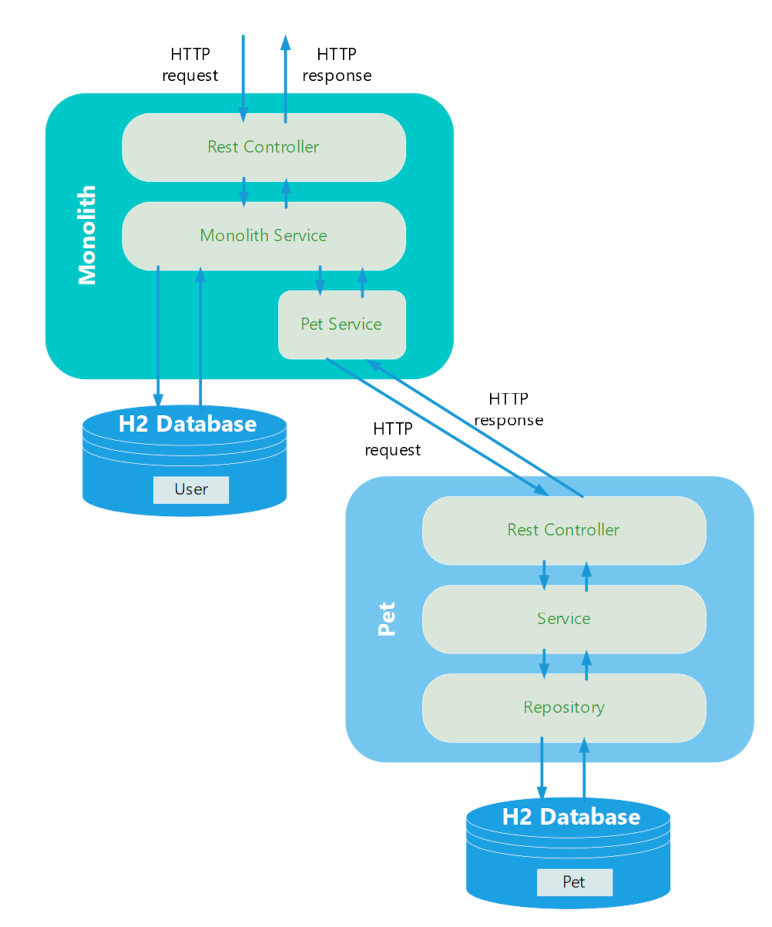 HTTP
request
HTTP
response
Rest Controller
Monolith
Monolith Service
Pet Service
H2 Database
User
HTTP
request
HTTP
response
Rest Controller
Pet
Service
Repository
H2 Database
Pet